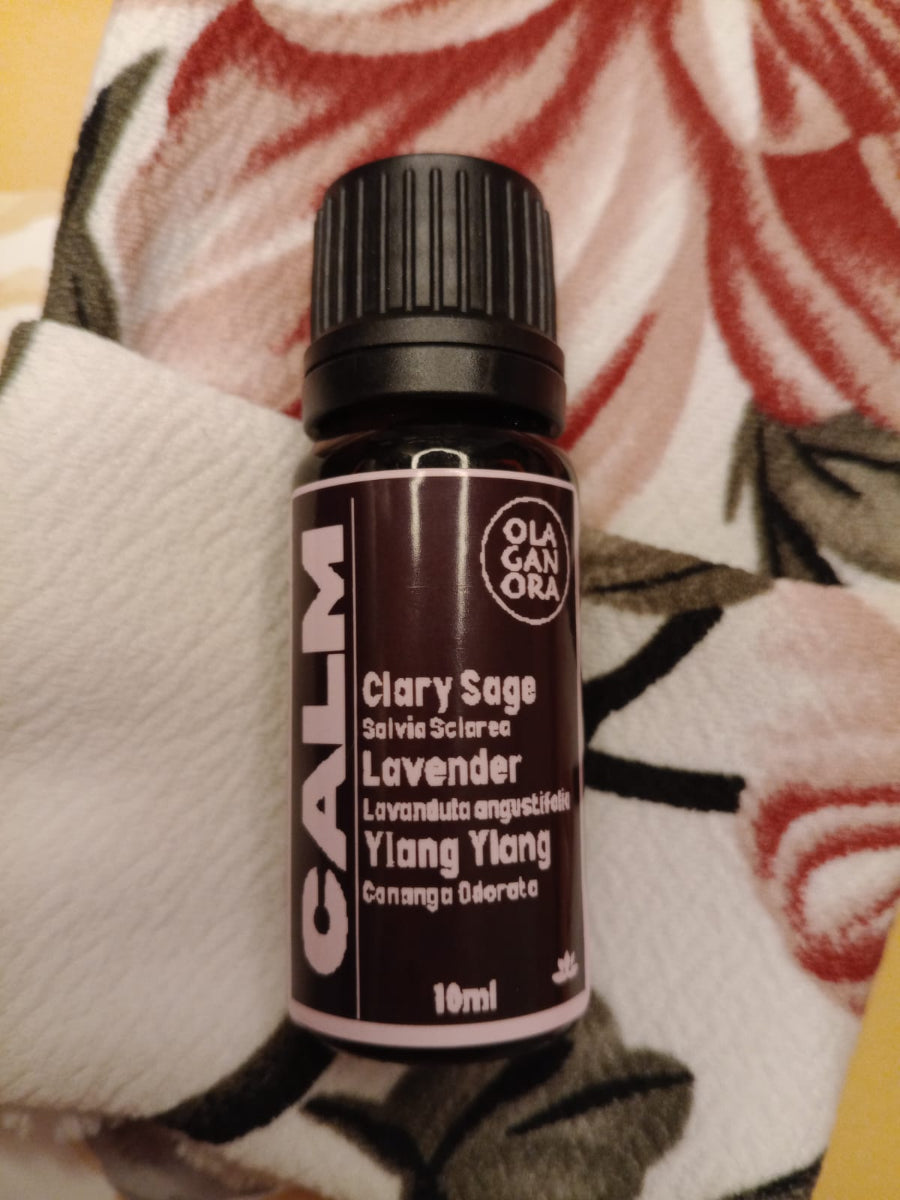 CALM
OLA
GAN
ORA
Clary Sage
Salvia Sclarea
Lavender
Lavanduta angustifolia
Ylang Ylang
Cananga Odorata
10ml